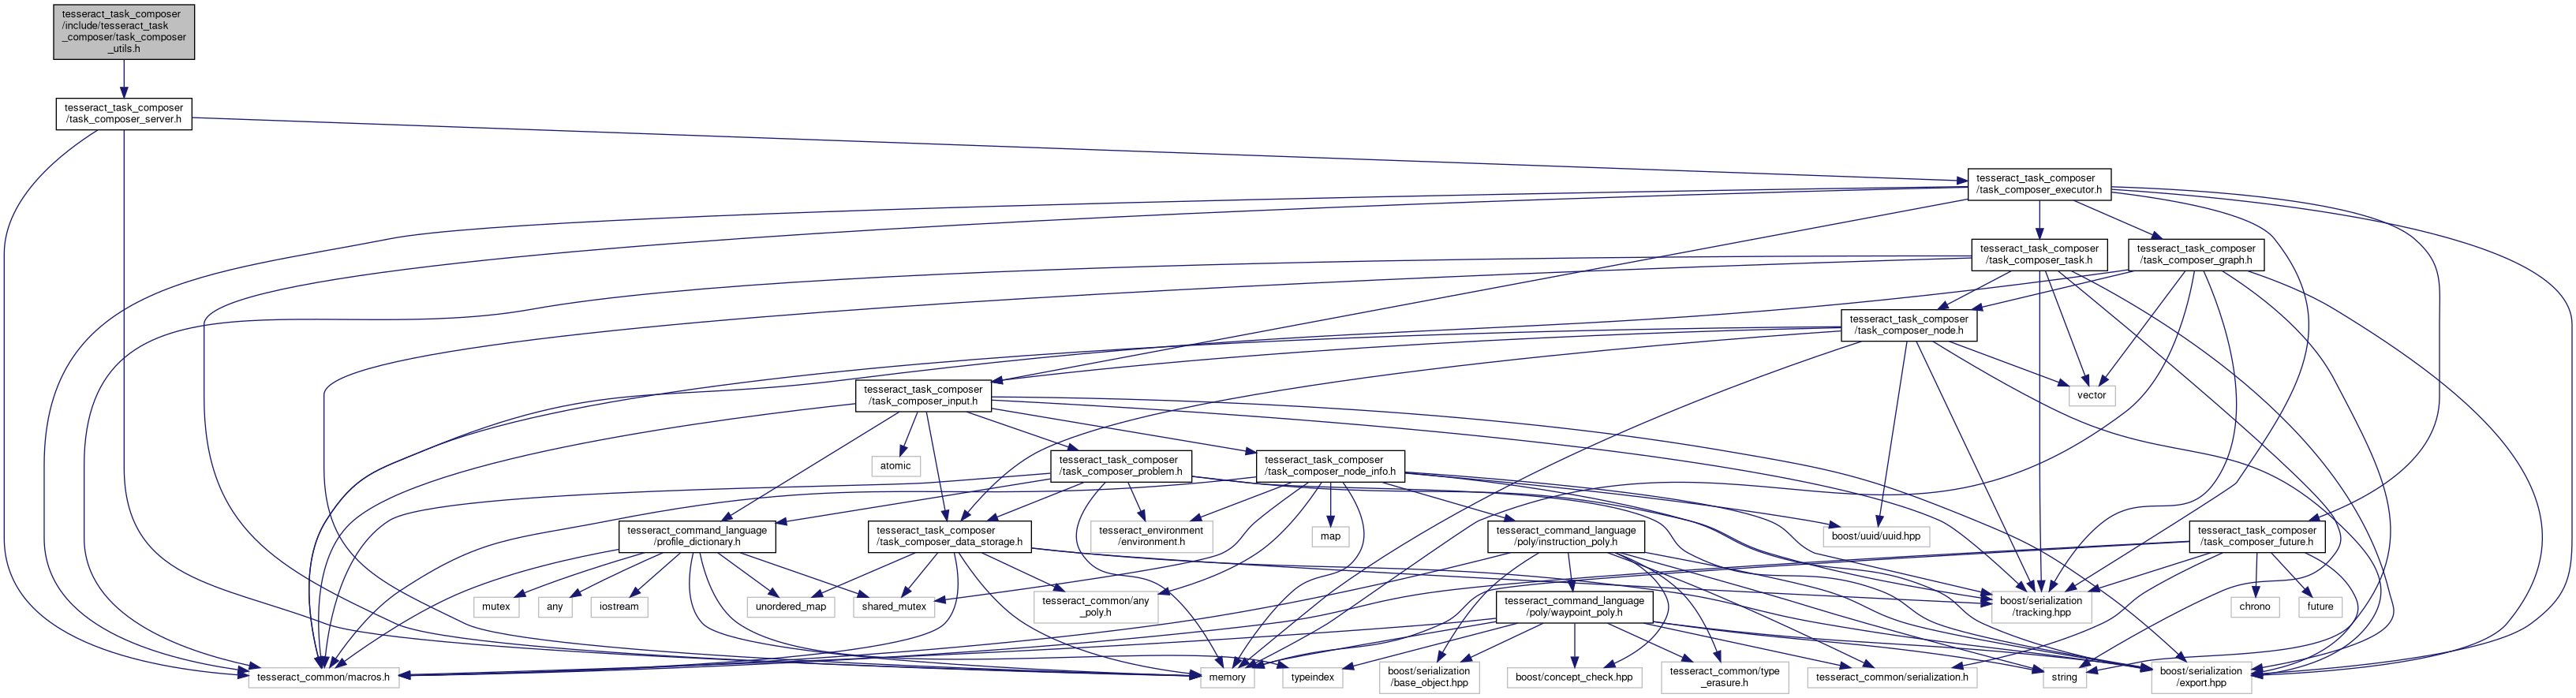 tesseract_task_composer
/include/tesseract_task
_composer/task_composer
_utils.h
tesseract_task_composer
/task_composer_server.h
tesseract_task_composer
/task_composer_executor.h
tesseract_task_composer
/task_composer_task.h
tesseract_task_composer
/task_composer_graph.h
tesseract_task_composer
/task_composer_node.h
tesseract_task_composer
/task_composer_input.h
vector
atomic
tesseract_task_composer
/task_composer_problem.h
tesseract_task_composer
/task_composer_node_info.h
tesseract_command_language
/profile_dictionary.h
tesseract_task_composer
/task_composer_data_storage.h
tesseract_environment
/environment.h
map
tesseract_command_language
/poly/instruction_poly.h
boost/uuid/uuid.hpp
tesseract_task_composer
/task_composer_future.h
mutex
any
iostream
unordered_map
shared_mutex
tesseract_common/any
_poly.h
tesseract_command_language
/poly/waypoint_poly.h
boost/serialization
/tracking.hpp
chrono
future
tesseract_common/macros.h
memory
typeindex
boost/serialization
/base_object.hpp
boost/concept_check.hpp
tesseract_common/type
_erasure.h
tesseract_common/serialization.h
string
boost/serialization
/export.hpp